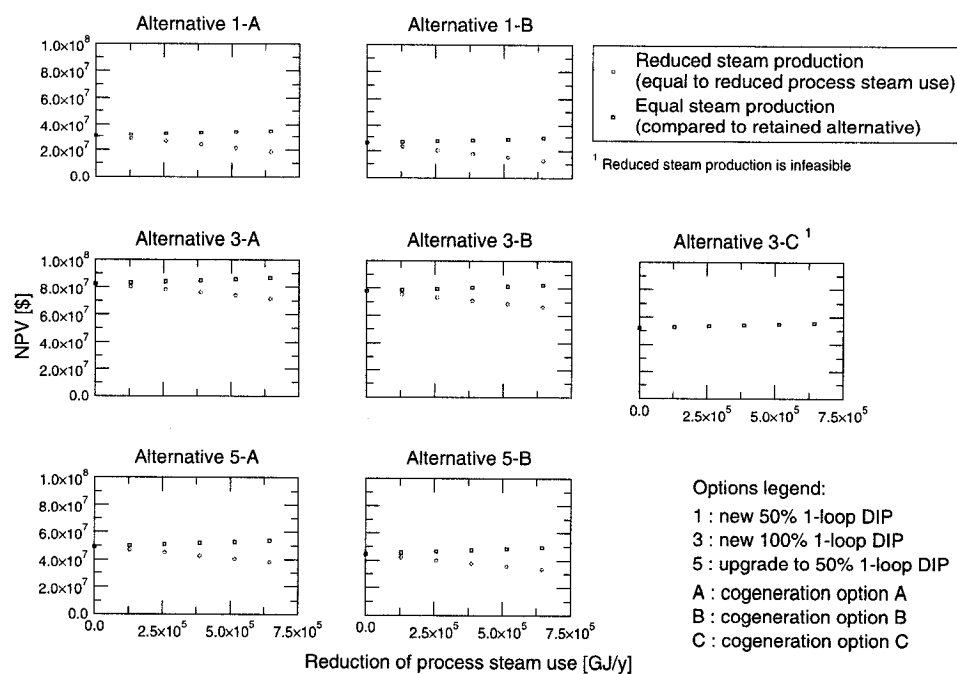 Alternative 1-A
Alternative 1-B
1.0×10⁸
8.0×10⁷
6.0×10⁷
4.0×10⁷
2.0×10⁷
0.0
Reduced steam production
(equal to reduced process steam use)
Equal steam production
(compared to retained alternative)
¹ Reduced steam production is infeasible
Alternative 3-A
Alternative 3-B
Alternative 3-C ¹
NPV [$]
1.0×10⁸
8.0×10⁷
6.0×10⁷
4.0×10⁷
2.0×10⁷
0.0
0.0 2.5×10⁵ 5.0×10⁵ 7.5×10⁵
Alternative 5-A
Alternative 5-B
1.0×10⁸
8.0×10⁷
6.0×10⁷
4.0×10⁷
2.0×10⁷
0.0
0.0 2.5×10⁵ 5.0×10⁵ 7.5×10⁵
0.0 2.5×10⁵ 5.0×10⁵ 7.5×10⁵
Reduction of process steam use [GJ/y]
Options legend:
1 : new 50% 1-loop DIP
3 : new 100% 1-loop DIP
5 : upgrade to 50% 1-loop DIP
A : cogeneration option A
B : cogeneration option B
C : cogeneration option C